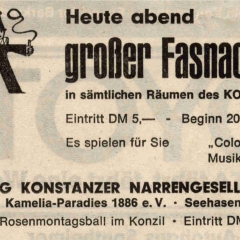 Heute abend
großer Fasnac
in sämtlichen Räumen des KO
Eintritt DM 5,— - Beginn 20
Es spielen für Sie „Colo
Musik
G KONSTANZER NARRENGESELL
Kamelia-Paradies 1886 e. V. — Seehasen
Rosenmontagsball im Konzil - Eintritt DM